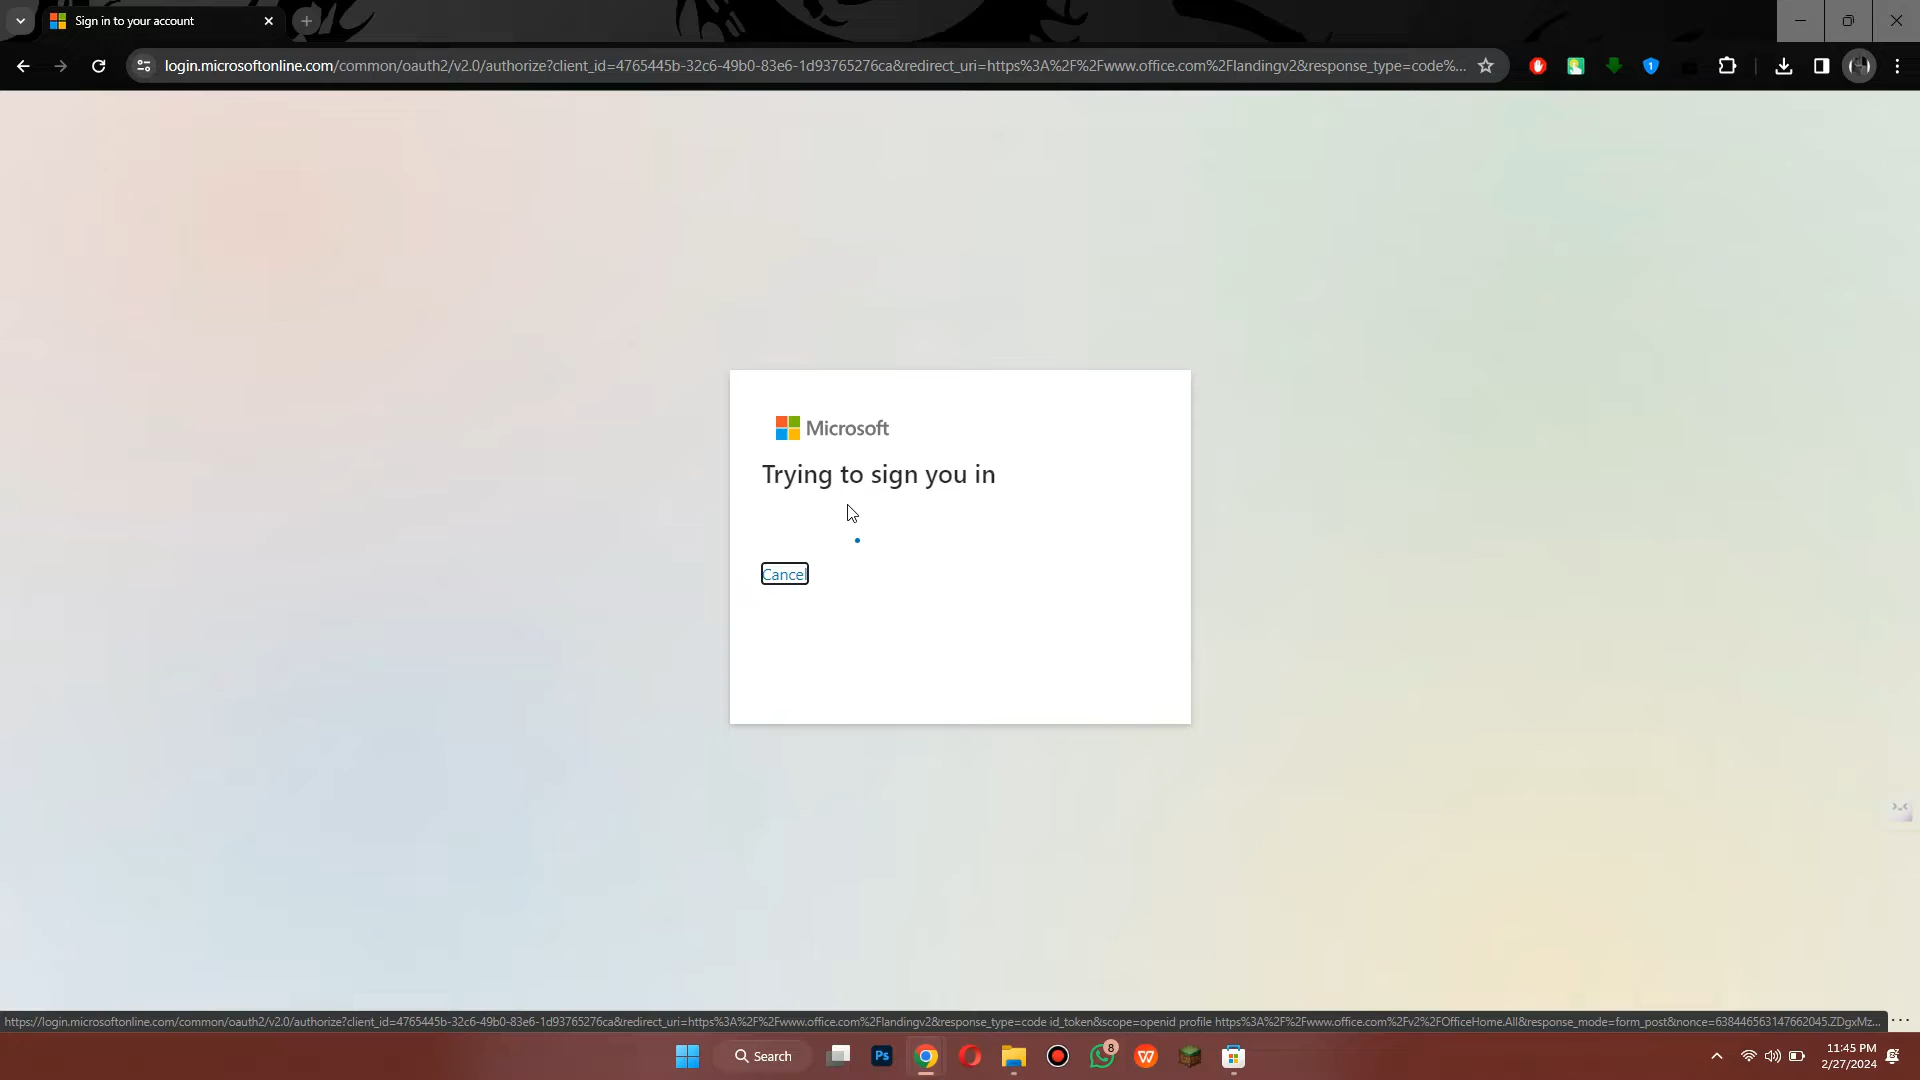 Sign in to your account
login.microsoftonline.com/common/oauth2/v2.0/authorize?client_id=4765445b-32c6-49b0-83e6-1d93765276ca&redirect_uri=https%3A%2F%2Fwww.office.com%2Flandingv2&response_type=code%...
1
Microsoft
Trying to sign you in
Cancel
https://login.microsoftonline.com/common/oauth2/v2.0/authorize?client_id=4765445b-32c6-49b0-83e6-1d93765276ca&redirect_uri=https%3A%2F%2Fwww.office.com%2Flandingv2&response_type=code id_token&scope=openid profile https%3A%2F%2Fwww.office.com%2Fv2%2FOfficeHome.All&response_mode=form_post&nonce=638446563147662045.ZDgxMz...
Search
Ps
8
W
11:45 PM
2/27/2024